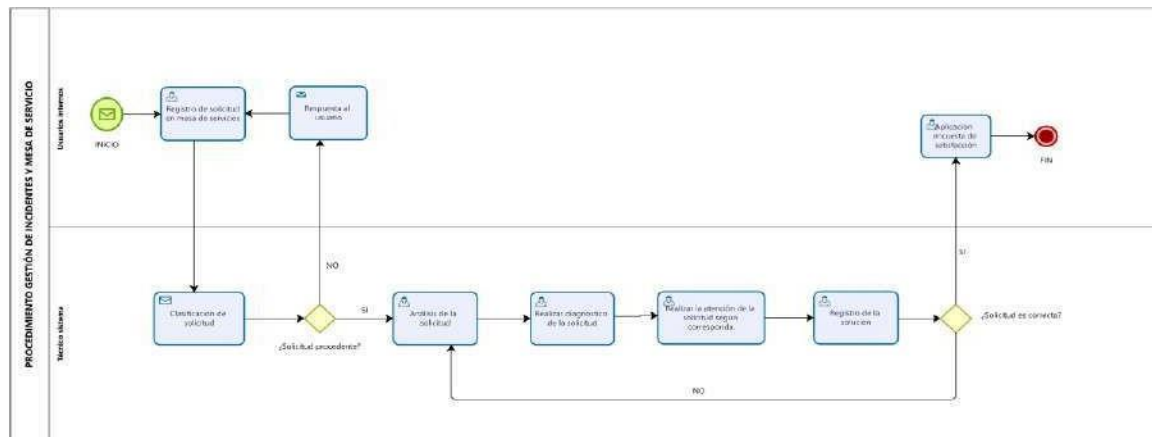 PROCEDIMIENTO GESTIÓN DE INCIDENTES Y MESA DE SERVICIO
Usuarios internos
INICIO
Registro de solicitud
en mesa de servicios
Respuesta al
usuario
Aplicación
encuesta de
satisfacción
FIN
Técnico sistema
Clasificación de
solicitud
NO
SI
¿Solicitud procedente?
Análisis de la
solicitud
Realizar diagnóstico
de la solicitud
Realizar la atención de la
solicitud según
corresponda.
Registro de la
solución
SI
¿Solicitud es correcta?
NO